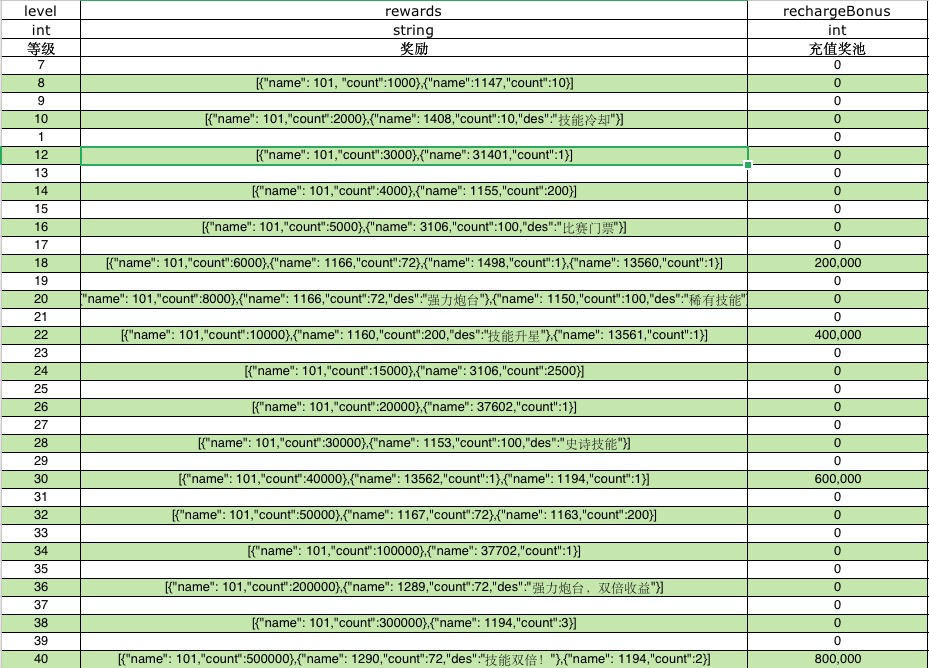 level rewards rechargeBonus
int string int
等级 奖励 充值奖池
7 0
8 [{"name": 101, "count":1000},{"name":1147,"count":10}] 0
9 0
10 [{"name": 101,"count":2000},{"name": 1408,"count":10,"des":"技能冷却"}] 0
1 0
12 [{"name": 101,"count":3000},{"name": 31401,"count":1}] 0
13 0
14 [{"name": 101,"count":4000},{"name": 1155,"count":200}] 0
15 0
16 [{"name": 101,"count":5000},{"name": 3106,"count":100,"des":"比赛门票"}] 0
17 0
18 [{"name": 101,"count":6000},{"name": 1166,"count":72},{"name": 1498,"count":1},{"name": 13560,"count":1}] 200,000
19 0
20 "name": 101,"count":8000},{"name": 1166,"count":72,"des":"强力炮台"},{"name": 1150,"count":100,"des":"稀有技能" 0
21 0
22 [{"name": 101,"count":10000},{"name": 1160,"count":200,"des":"技能升星"},{"name": 13561,"count":1}] 400,000
23 0
24 [{"name": 101,"count":15000},{"name": 3106,"count":2500}] 0
25 0
26 [{"name": 101,"count":20000},{"name": 37602,"count":1}] 0
27 0
28 [{"name": 101,"count":30000},{"name": 1153,"count":100,"des":"史诗技能"}] 0
29 0
30 [{"name": 101,"count":40000},{"name": 13562,"count":1},{"name": 1194,"count":1}] 600,000
31 0
32 [{"name": 101,"count":50000},{"name": 1167,"count":72},{"name": 1163,"count":200}] 0
33 0
34 [{"name": 101,"count":100000},{"name": 37702,"count":1}] 0
35 0
36 [{"name": 101,"count":200000},{"name": 1289,"count":72,"des":"强力炮台，双倍收益"}] 0
37 0
38 [{"name": 101,"count":300000},{"name": 1194,"count":3}] 0
39 0
40 [{"name": 101,"count":500000},{"name": 1290,"count":72,"des":"技能双倍！"},{"name": 1194,"count":2}] 800,000